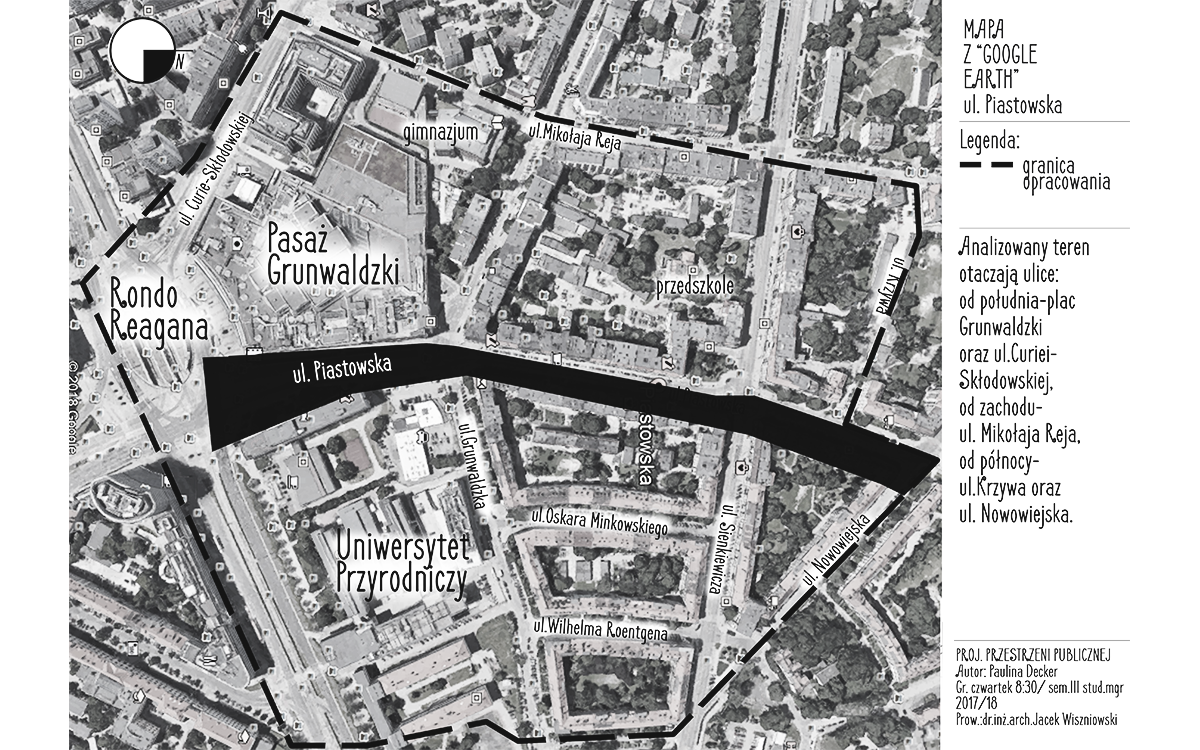 MAPA
Z "GOOGLE
EARTH"
ul. Piastowska
Legenda:
granica
opracowania
Analizowany teren
otaczają ulice:
od południa-plac
Grunwaldzki
oraz ul.Curiei-
Skłodowskiej,
od zachodu-
ul. Mikołaja Reja,
od północy-
ul.Krzywa oraz
ul. Nowowiejska.
PROJ. PRZESTRZENI PUBLICZNEJ
Autor: Paulina Decker
Gr. czwartek 8:30/ sem.III stud.mgr
2017/18
Prow.:dr.inż.arch.Jacek Wiszniowski
N
ul. Curie-Skłodowskiej
gimnazjum
ul.Mikołaja Reja
Pasaż
Grunwaldzki
przedszkole
ul. Krzywa
Rondo
Reagana
ul. Piastowska
© 2018 Google
ul.Grunwaldzka
stowska
ul.Oskara Minkowskiego
ul. Sienkiewicza
ul. Nowowiejska
Uniwersytet
Przyrodniczy
ul.Wilhelma Roentgena